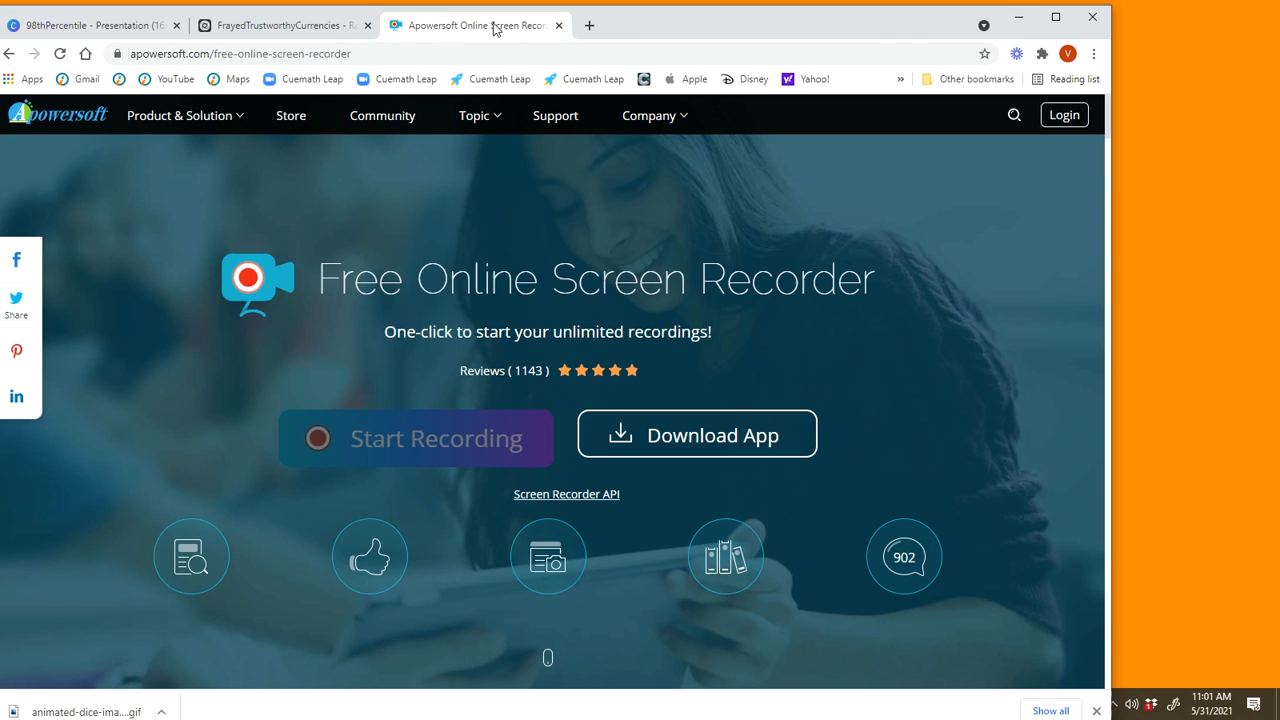 98thPercentile - Presentation (16
FrayedTrustworthyCurrencies - Re
Apowersoft Online Screen Recor
apowersoft.com/free-online-screen-recorder
V
Apps Gmail YouTube Maps Cuemath Leap Cuemath Leap Cuemath Leap Cuemath Leap Apple Disney Yahoo! » Other bookmarks Reading list
Apowersoft Product & Solution Store Community Topic Support Company Login
Free Online Screen Recorder
One-click to start your unlimited recordings!
Reviews ( 1143 )
Share
Start Recording
Download App
Screen Recorder API
902
animated-dice-ima....gif
Show all
11:01 AM
5/31/2021